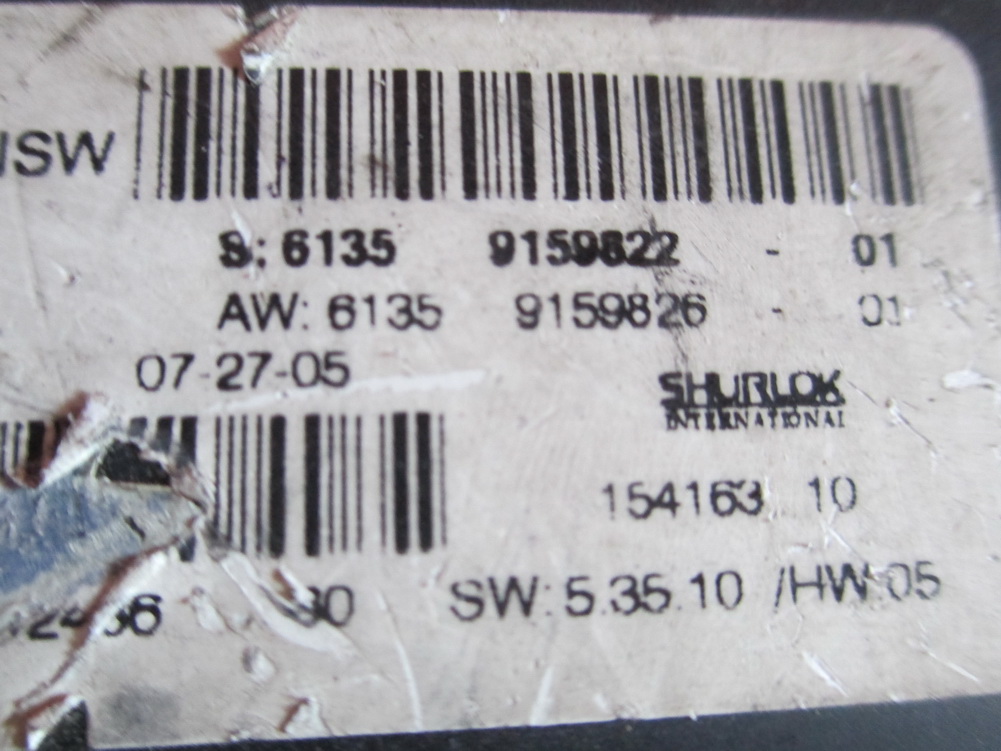 S: 6135 9159822 - 01
AW: 6135 9159826 - 01
07-27-05
SHURLOK
INTERNATIONAL
154163 10
SW: 5.35.10 /HW:05